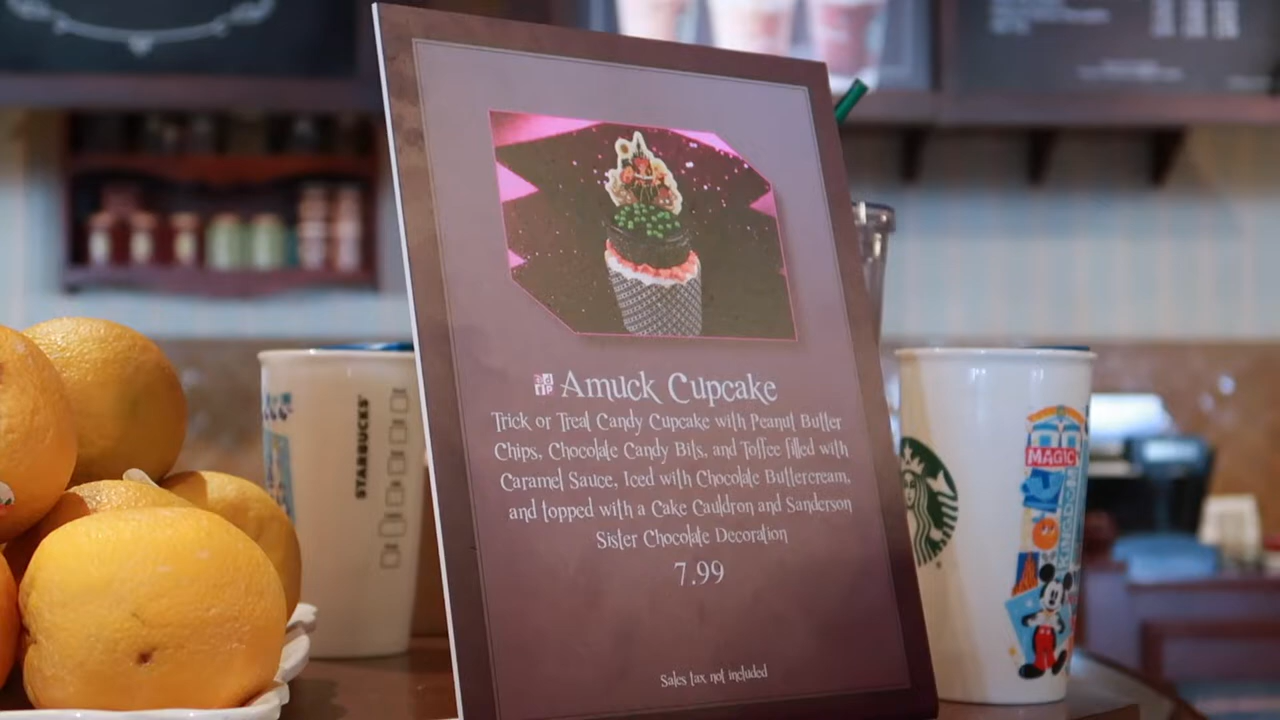 Amuck Cupcake
Trick or Treat Candy Cupcake with Peanut Butter
Chips, Chocolate Candy Bits, and Toffee filled with
Caramel Sauce, Iced with Chocolate Buttercream,
and topped with a Cake Cauldron and Sanderson
Sister Chocolate Decoration
7.99
Sales tax not included
STARBUCKS
MAGIC
KINGDOM